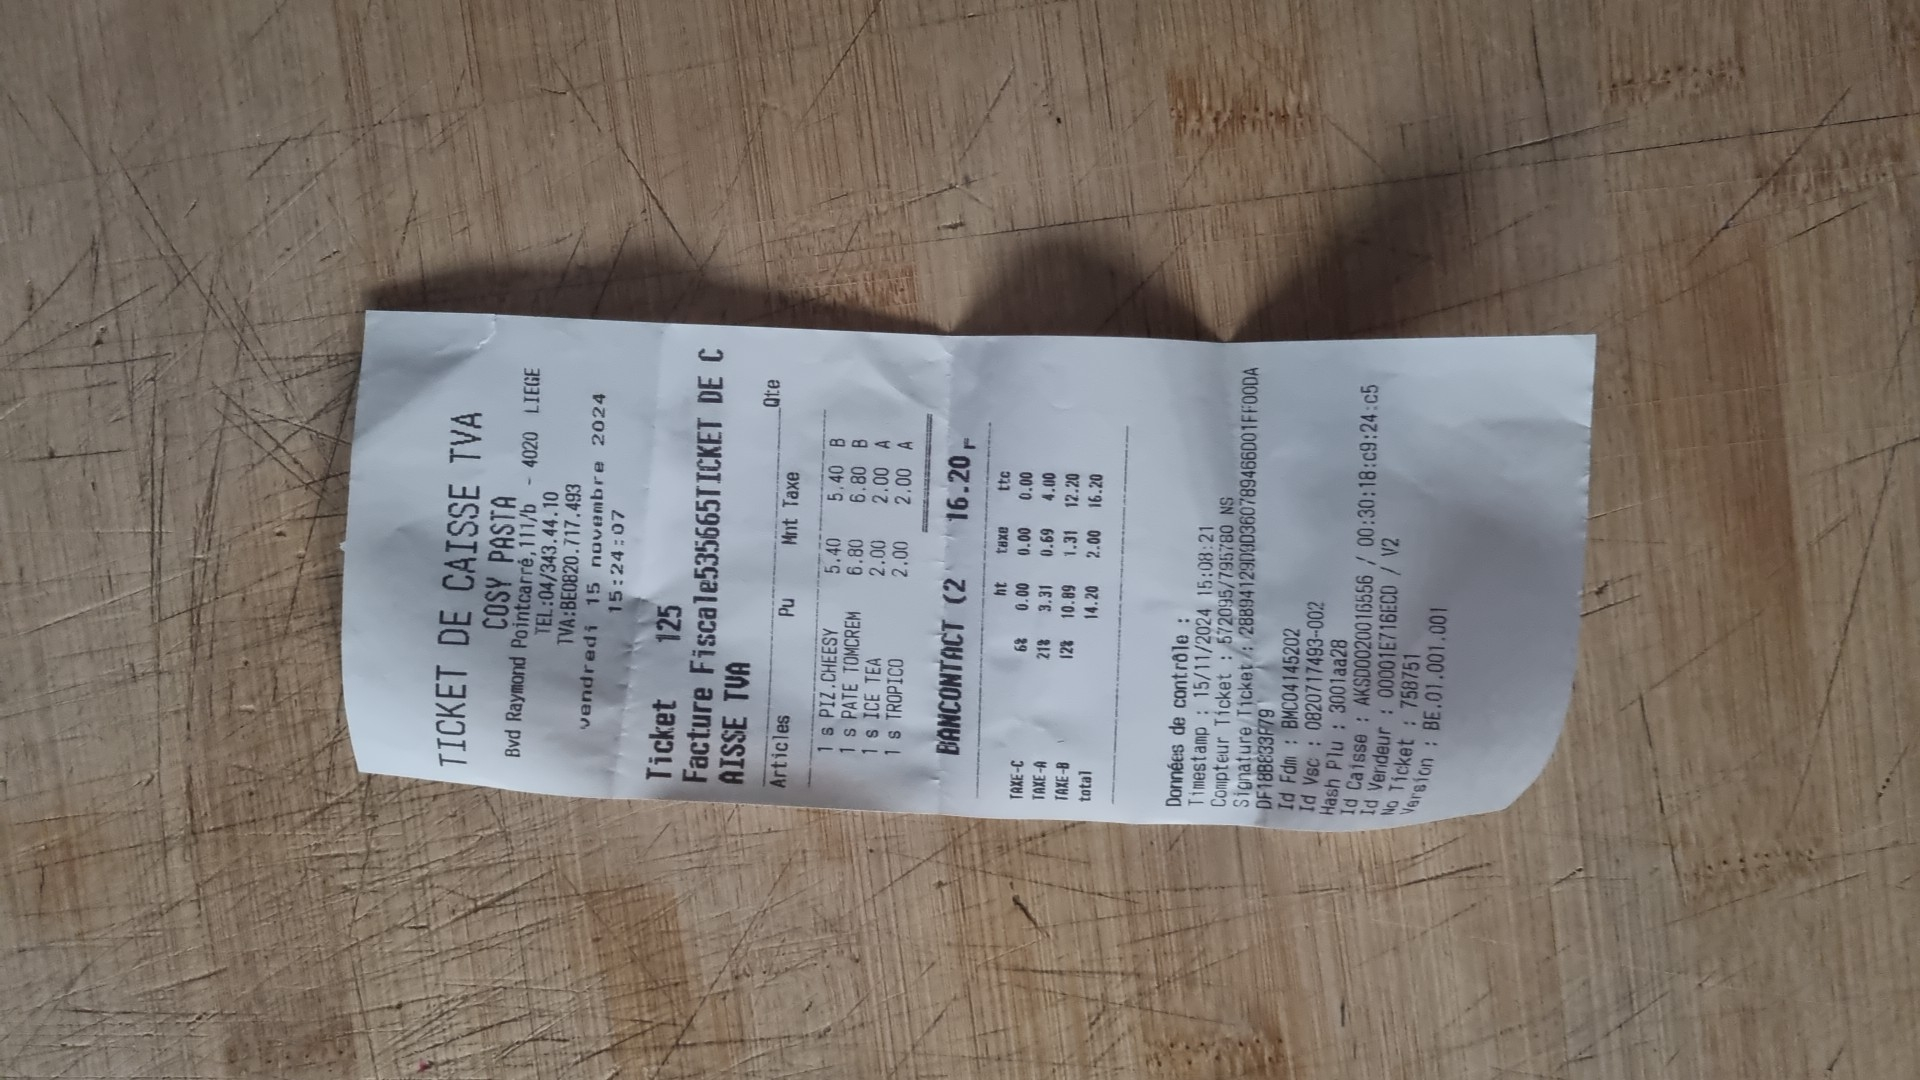 TICKET DE CAISSE TVA
COSY PASTA
Bvd Raymond Pointcarré,111/b - 4020 LIEGE
TEL:04/343.44.10
TVA:BE0820.717.493
vendredi 15 novembre 2024
15:24:07
Ticket 125
Facture Fiscale535665TICKET DE C
AISSE TVA
Articles Pu Mnt Taxe Qte
1 s PIZ.CHEESY 5.40 5.40 B
1 s PATE TOMCREM 6.80 6.80 B
1 s ICE TEA 2.00 2.00 A
1 s TROPICO 2.00 2.00 A
BANCONTACT (2 16.20
ht taxe ttc
TAXE-C 6% 0.00 0.00 0.00
TAXE-A 21% 3.31 0.69 4.00
TAXE-B 12% 10.89 1.31 12.20
total 14.20 2.00 16.20
Données de contrôle :
Timestamp : 15/11/2024 15:08:21
Compteur Ticket : 572095/795780 NS
Signature/Ticket :
Id Fdm : BMC04145202
Id Vsc : 0820717493-002
Hash Plu : 3001aa28
Id Caisse : AKSD0020016556 / 00:30:18:c9:24:c5
Id Vendeur : 00001E716ECD / V2
No Ticket : 758751
Version : BE.01.001.001